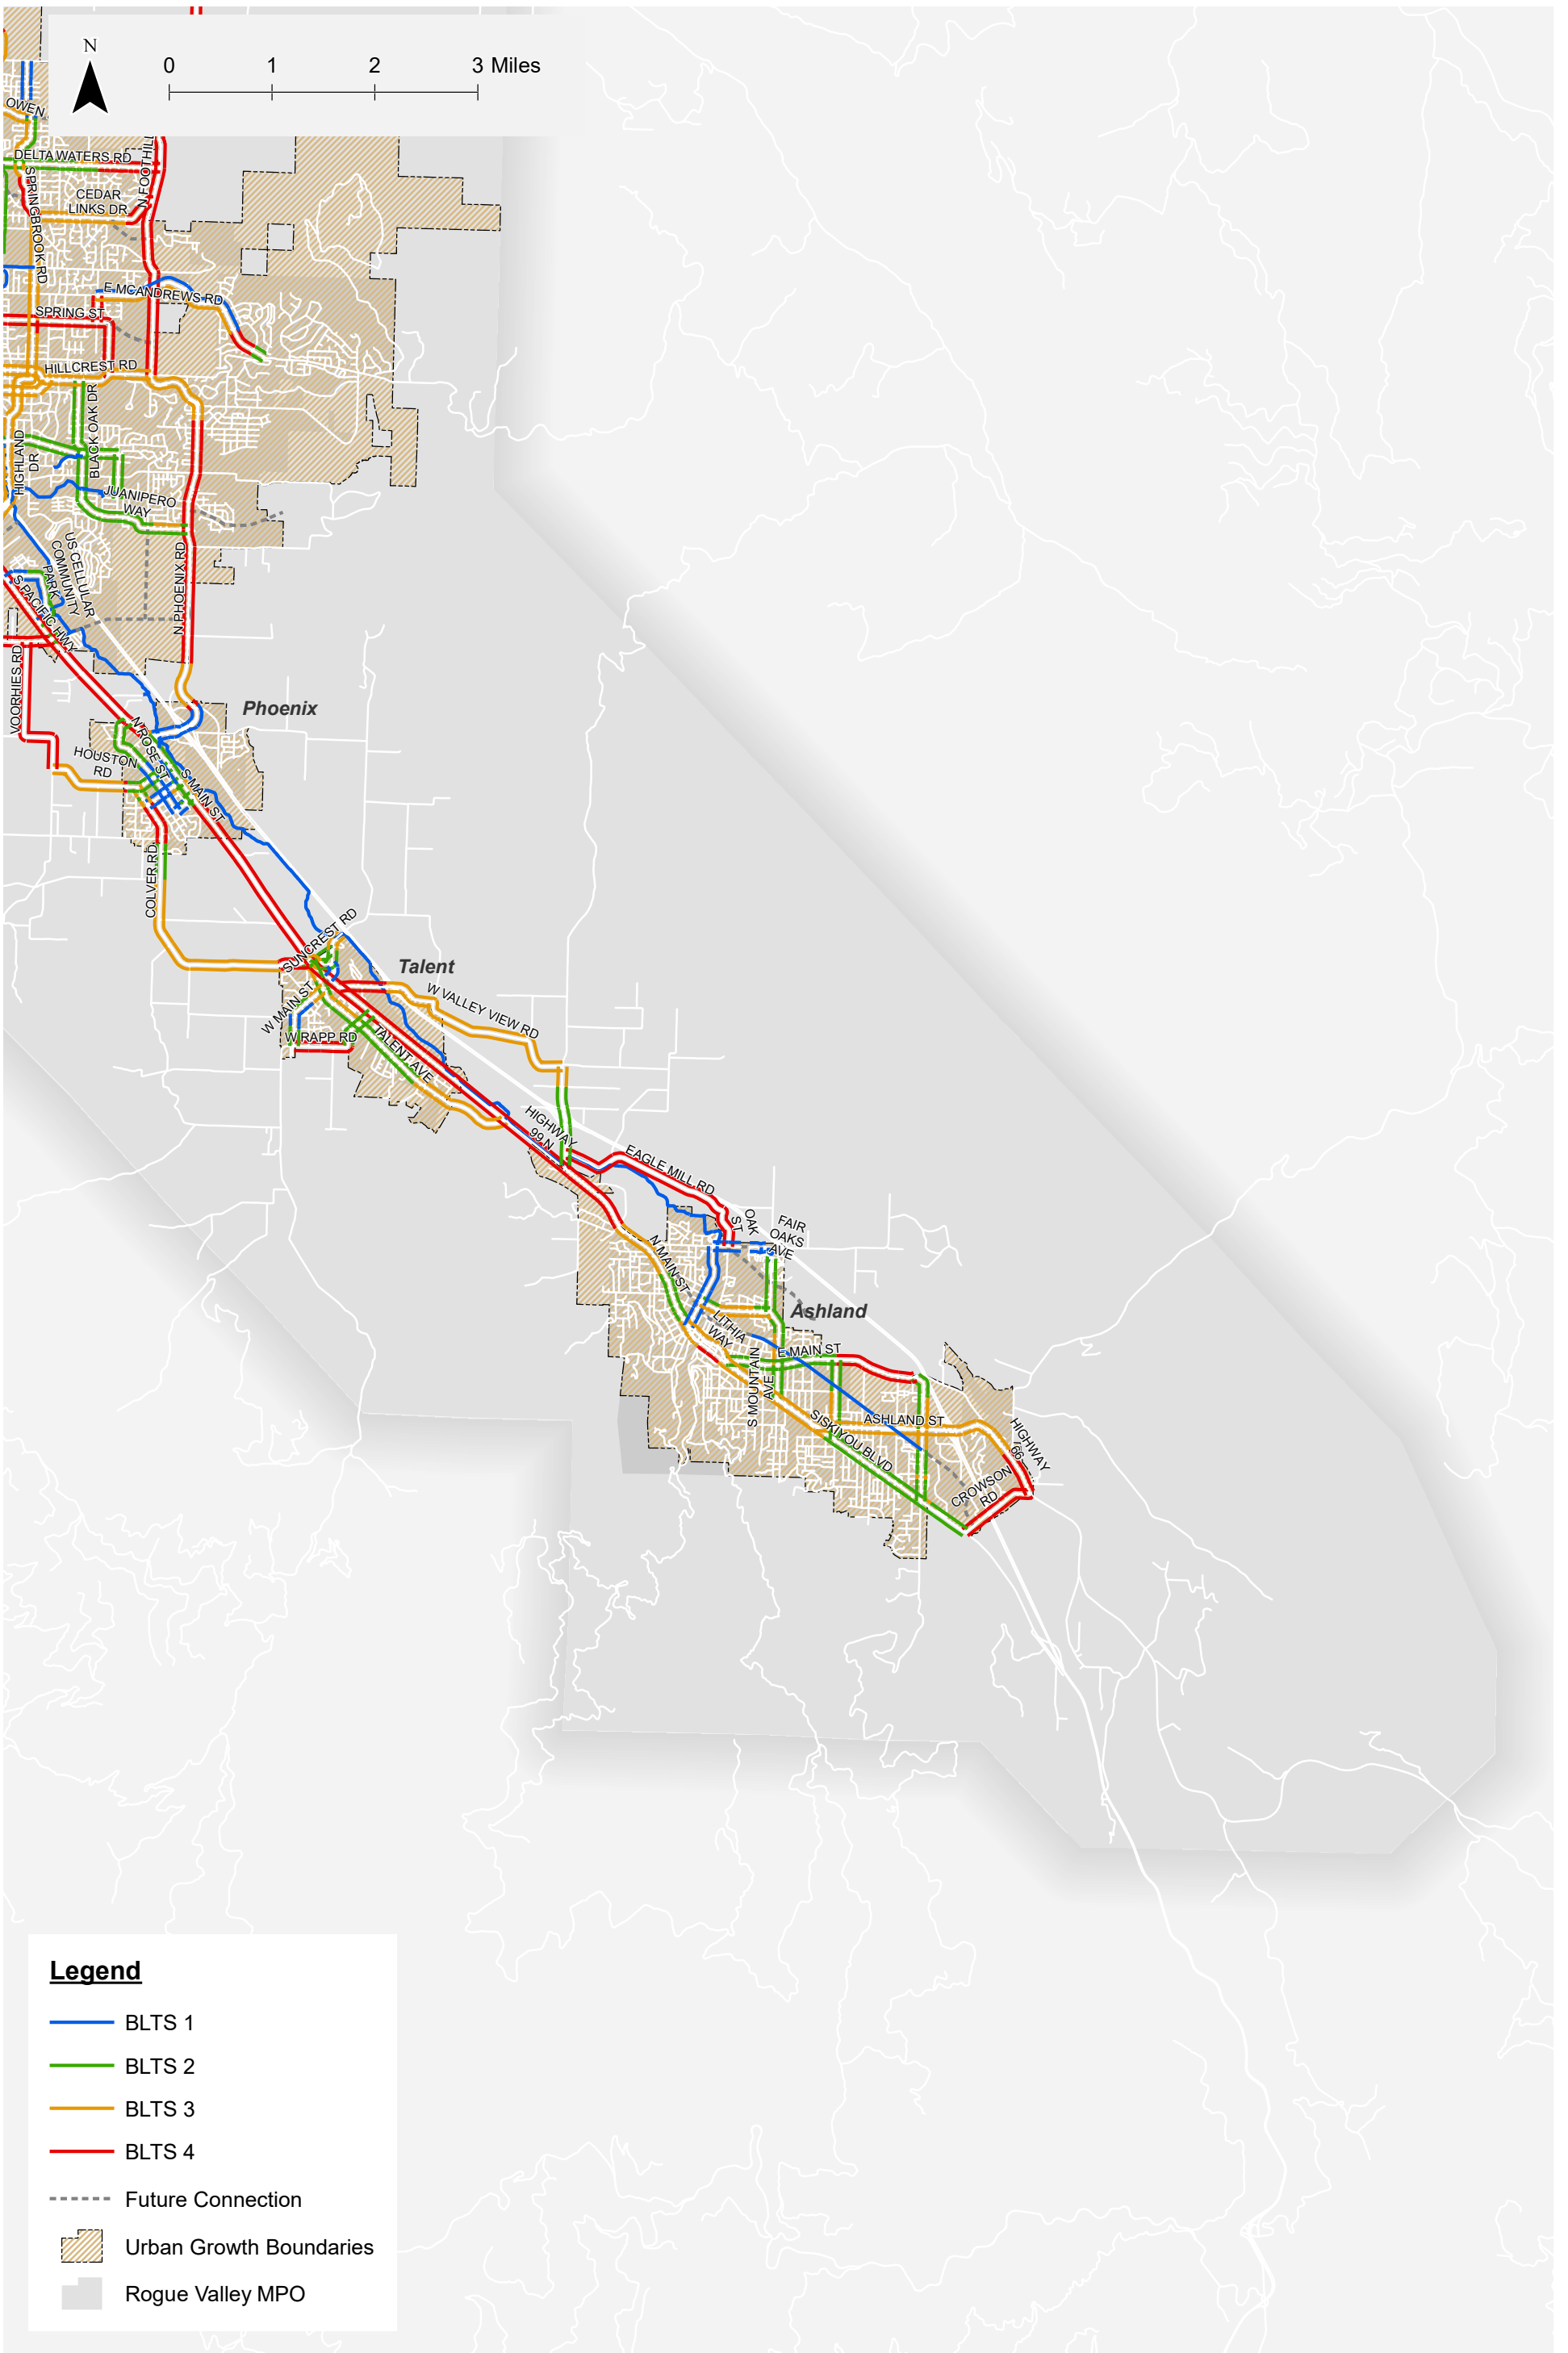 N
0 1 2 3 Miles
OWEN
DELTA WATERS RD
N FOOTHILL
CEDAR
LINKS DR
SPRINGBROOK RD
E MCANDREWS RD
SPRING ST
HILLCREST RD
BLACK OAK DR
HIGHLAND
DR
JUANIPERO
WAY
US CELLULAR
COMMUNITY
PARK
S PACIFIC HWY
N PHOENIX RD
VOORHIES RD
Phoenix
N ROSE ST
HOUSTON
RD
S MAIN ST
COLVER RD
SUNCREST RD
Talent
W VALLEY VIEW RD
W MAIN ST
W RAPP RD
TALENT AVE
HIGHWAY
99 N
EAGLE MILL RD
OAK
ST
FAIR
OAKS
AVE
N MAIN ST
Ashland
LITHIA
WAY
E MAIN ST
S MOUNTAIN
AVE
ASHLAND ST
SISKIYOU BLVD
HIGHWAY
66
CROWSON
RD
Legend
BLTS 1
BLTS 2
BLTS 3
BLTS 4
Future Connection
Urban Growth Boundaries
Rogue Valley MPO